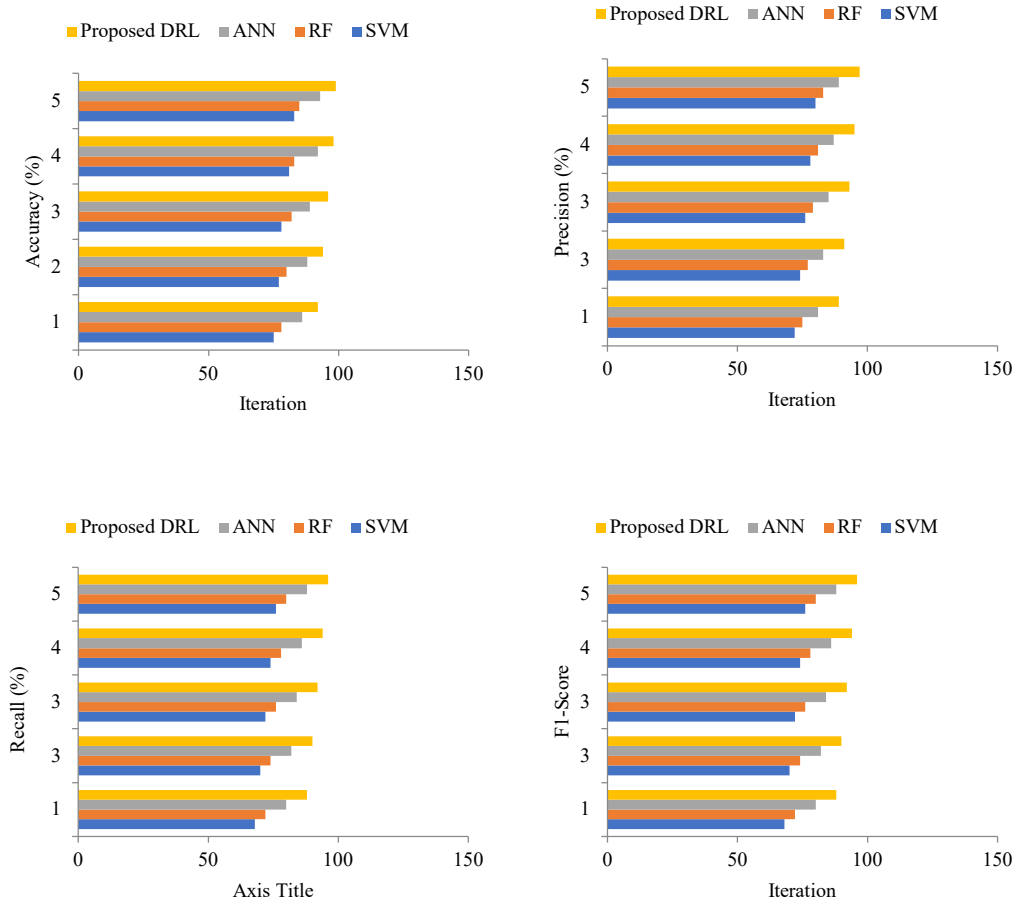 Proposed DRL ANN RF SVM
Accuracy (%)
5
4
3
2
1
0 50 100 150
Iteration
Proposed DRL ANN RF SVM
Precision (%)
5
4
3
3
1
0 50 100 150
Iteration
Proposed DRL ANN RF SVM
Recall (%)
5
4
3
3
1
0 50 100 150
Axis Title
Proposed DRL ANN RF SVM
F1-Score
5
4
3
3
1
0 50 100 150
Iteration